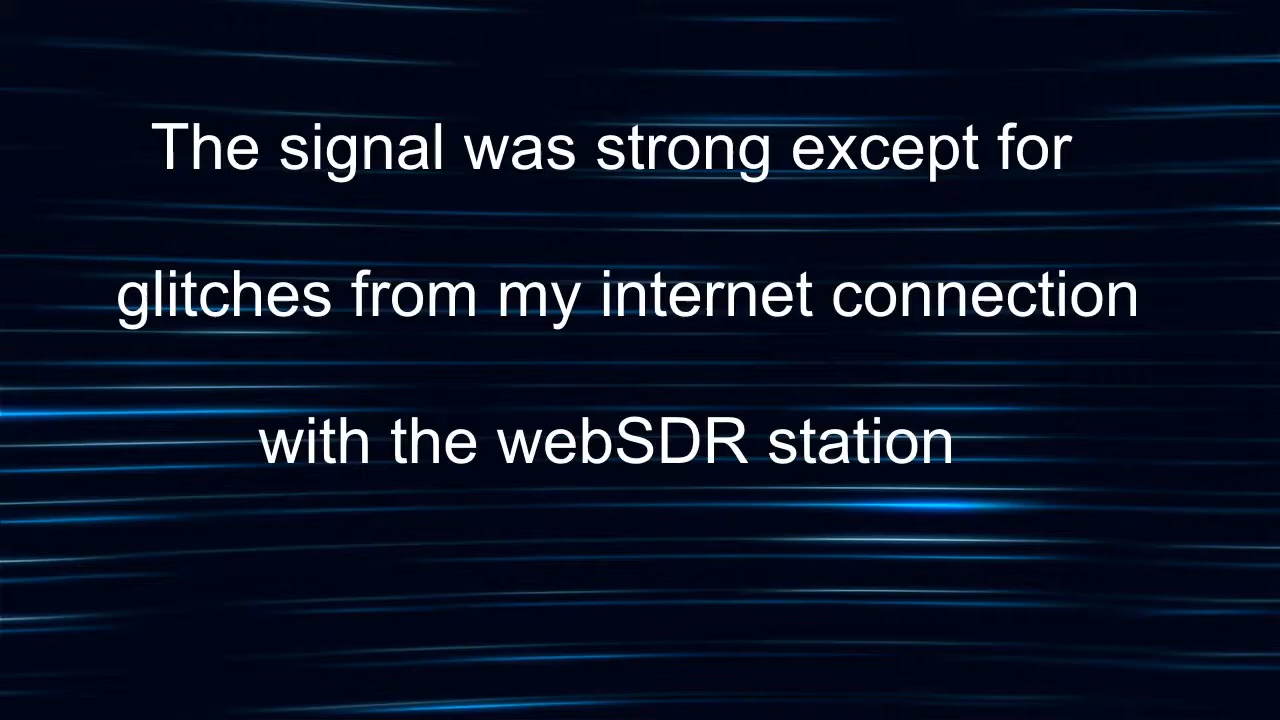 The signal was strong except for
glitches from my internet connection
with the webSDR station